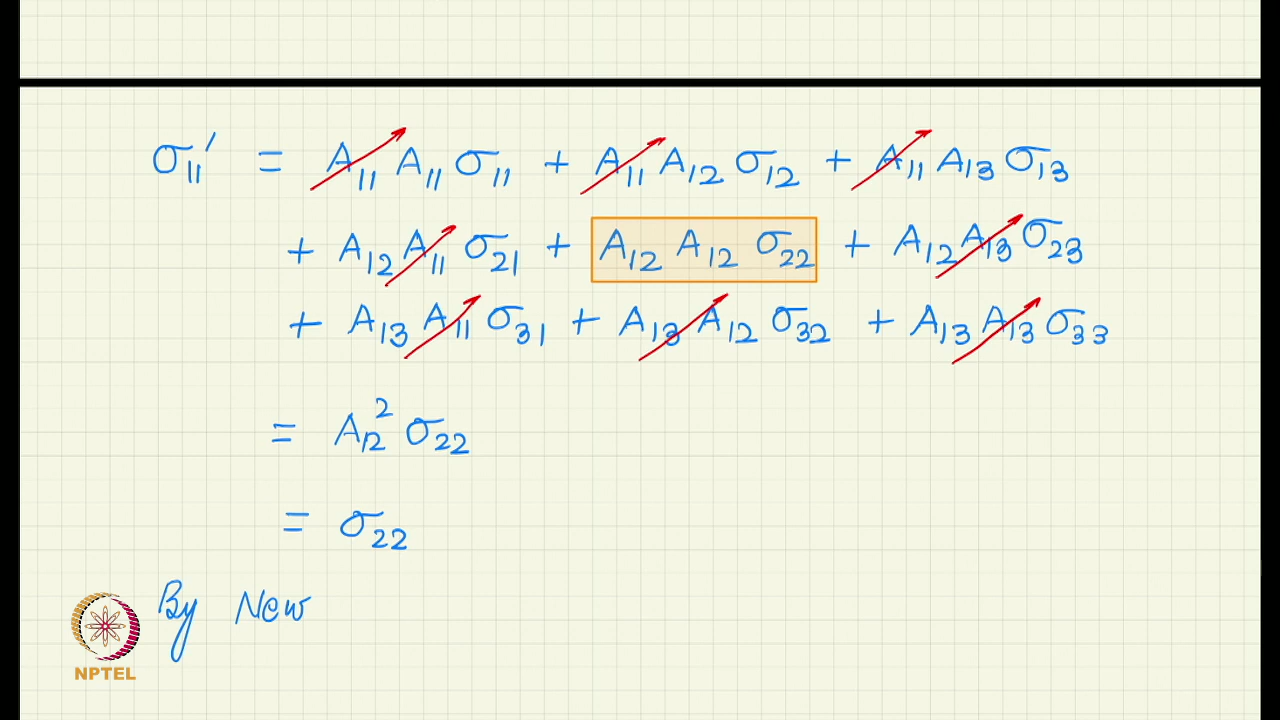 σ₁₁′ = A₁₁ A₁₁ σ₁₁ + A₁₁ A₁₂ σ₁₂ + A₁₁ A₁₃ σ₁₃
+ A₁₂ A₁₁ σ₂₁ + A₁₂ A₁₂ σ₂₂ + A₁₂ A₁₃ σ₂₃
+ A₁₃ A₁₁ σ₃₁ + A₁₃ A₁₂ σ₃₂ + A₁₃ A₁₃ σ₃₃
= A₁₂² σ₂₂
= σ₂₂
By New
NPTEL